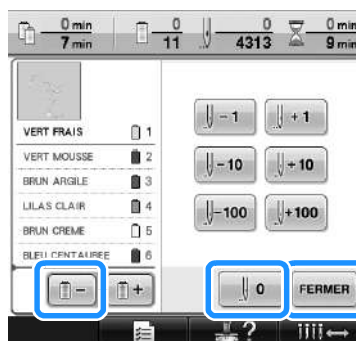 0 min 0 0 0 min
7 min 11 4313 9 min
VERT FRAIS 1
VERT MOUSSE 2
BRUN ARGILE 3
LILAS CLAIR 4
BRUN CREME 5
BLEU CENTAUREE 6
-1 +1
-10 +10
-100 +100
- + 0 FERMER
?